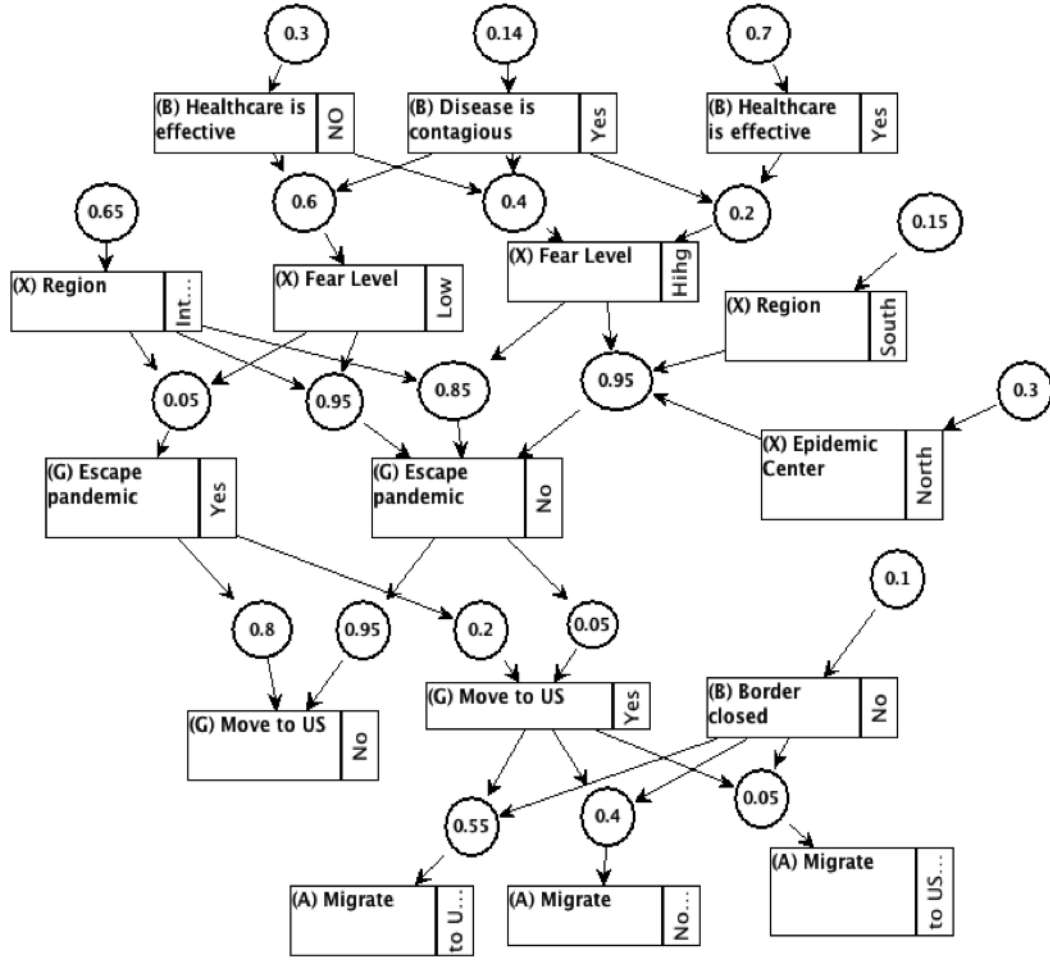 0.3
0.14
0.7
(B) Healthcare is
effective
NO
(B) Disease is
contagious
Yes
(B) Healthcare
is effective
Yes
0.65
0.6
0.4
0.2
0.15
(X) Region
Int...
(X) Fear Level
Low
(X) Fear Level
Hihg
(X) Region
South
0.05
0.95
0.85
0.95
0.3
(X) Epidemic
Center
North
(G) Escape
pandemic
Yes
(G) Escape
pandemic
No
0.1
0.8
0.95
0.2
0.05
(G) Move to US
No
(G) Move to US
Yes
(B) Border
closed
No
0.55
0.4
0.05
(A) Migrate
to U...
(A) Migrate
No...
(A) Migrate
to US...